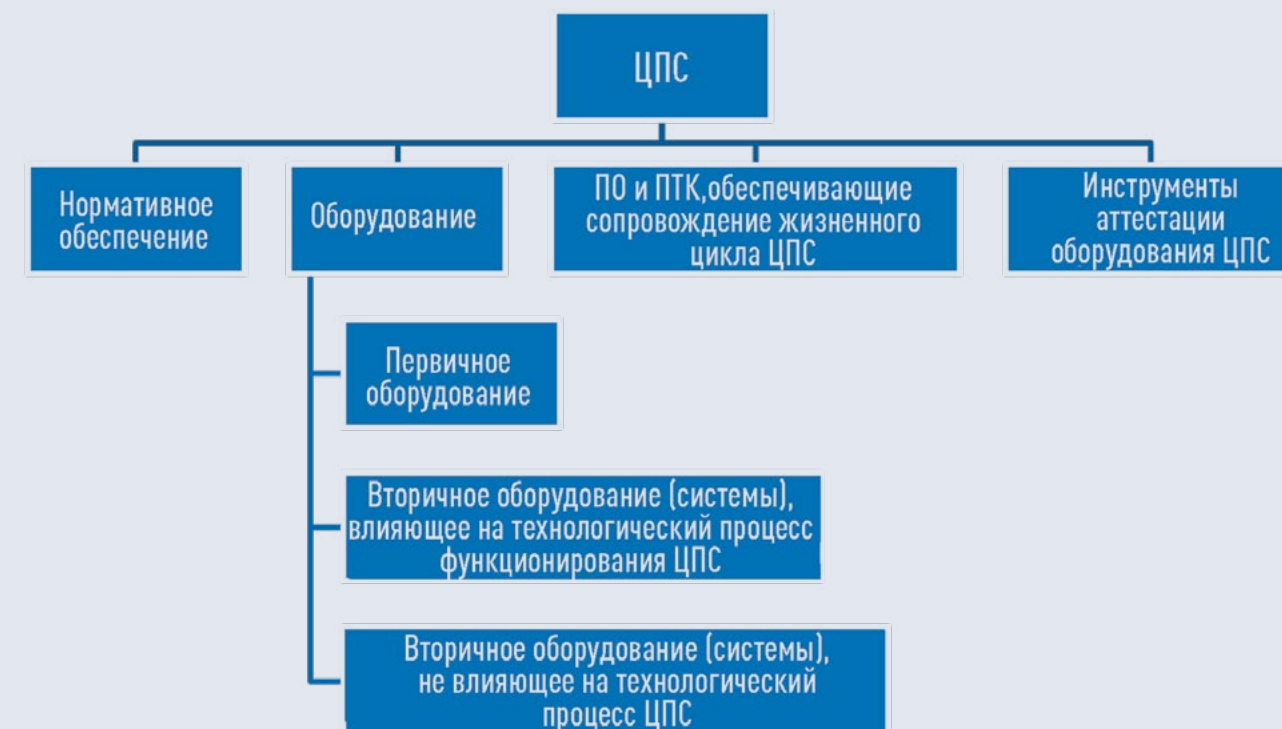 ЦПС
Нормативное
обеспечение
Оборудование
ПО и ПТК,обеспечивающие
сопровождение жизненного
цикла ЦПС
Инструменты
аттестации
оборудования ЦПС
Первичное
оборудование
Вторичное оборудование (системы),
влияющее на технологический процесс
функционирования ЦПС
Вторичное оборудование (системы),
не влияющее на технологический
процесс ЦПС